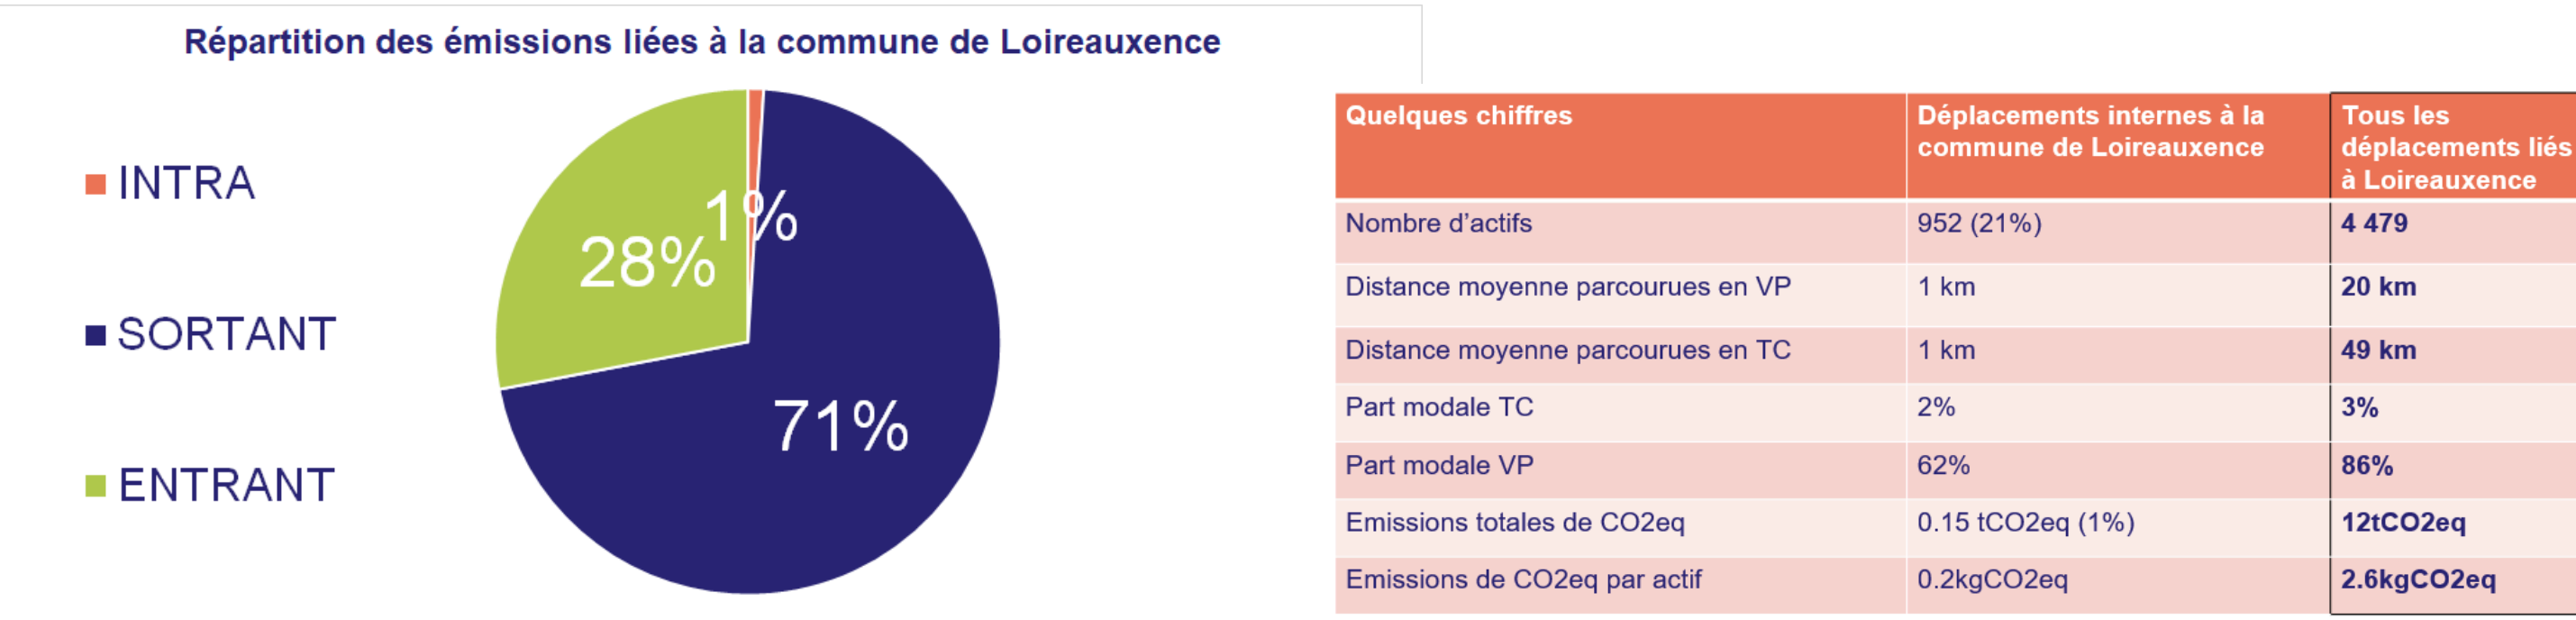 Répartition des émissions liées à la commune de Loireauxence
INTRA
SORTANT
ENTRANT
1%
28%
71%
Quelques chiffres
Déplacements internes à la
commune de Loireauxence
Tous les
déplacements liés
à Loireauxence
Nombre d’actifs
952 (21%)
4 479
Distance moyenne parcourues en VP
1 km
20 km
Distance moyenne parcourues en TC
1 km
49 km
Part modale TC
2%
3%
Part modale VP
62%
86%
Emissions totales de CO2eq
0.15 tCO2eq (1%)
12tCO2eq
Emissions de CO2eq par actif
0.2kgCO2eq
2.6kgCO2eq